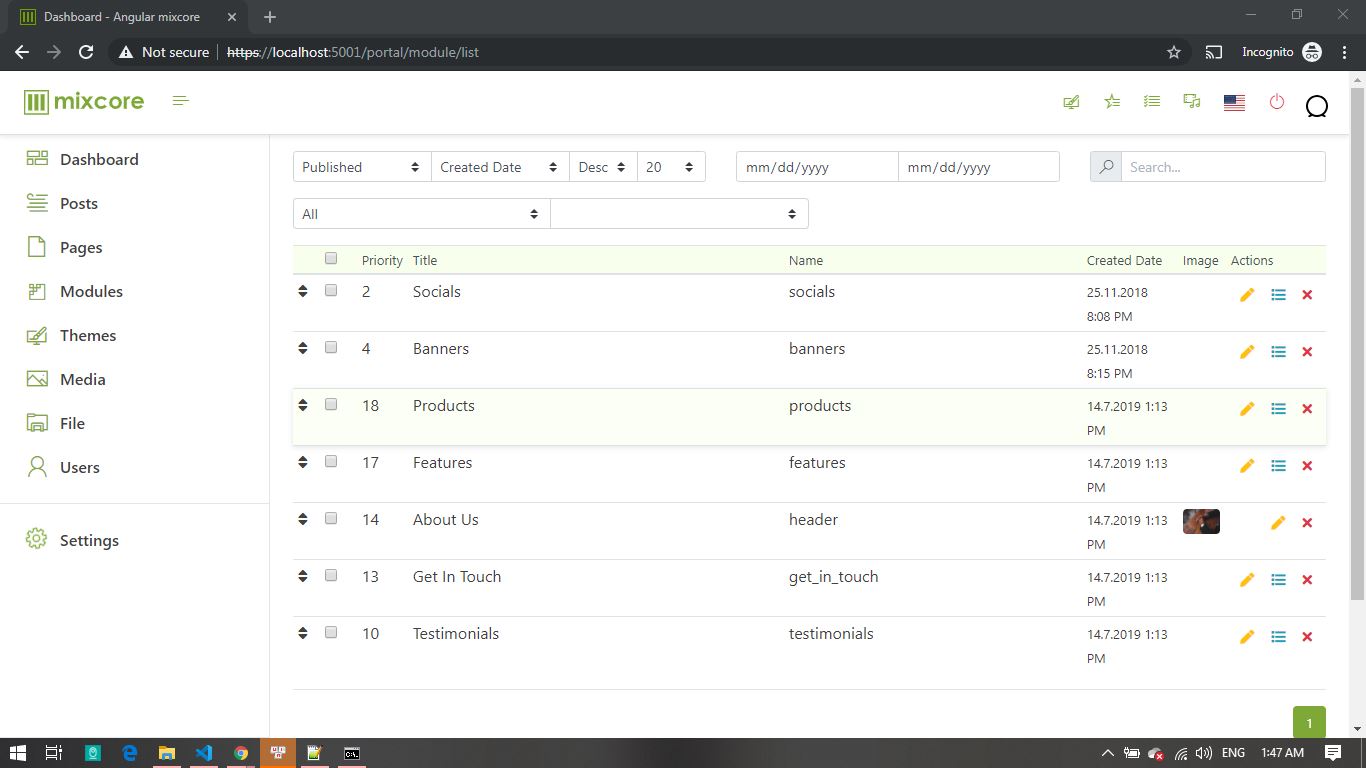 Dashboard - Angular mixcore
Not secure https://localhost:5001/portal/module/list Incognito
mixcore
Dashboard
Posts
Pages
Modules
Themes
Media
File
Users
Settings
Published Created Date Desc 20 mm/dd/yyyy mm/dd/yyyy Search...
All
Priority Title Name Created Date Image Actions
2 Socials socials 25.11.2018
8:08 PM
4 Banners banners 25.11.2018
8:15 PM
18 Products products 14.7.2019 1:13
PM
17 Features features 14.7.2019 1:13
PM
14 About Us header 14.7.2019 1:13
PM
13 Get In Touch get_in_touch 14.7.2019 1:13
PM
10 Testimonials testimonials 14.7.2019 1:13
PM
1
ENG 1:47 AM